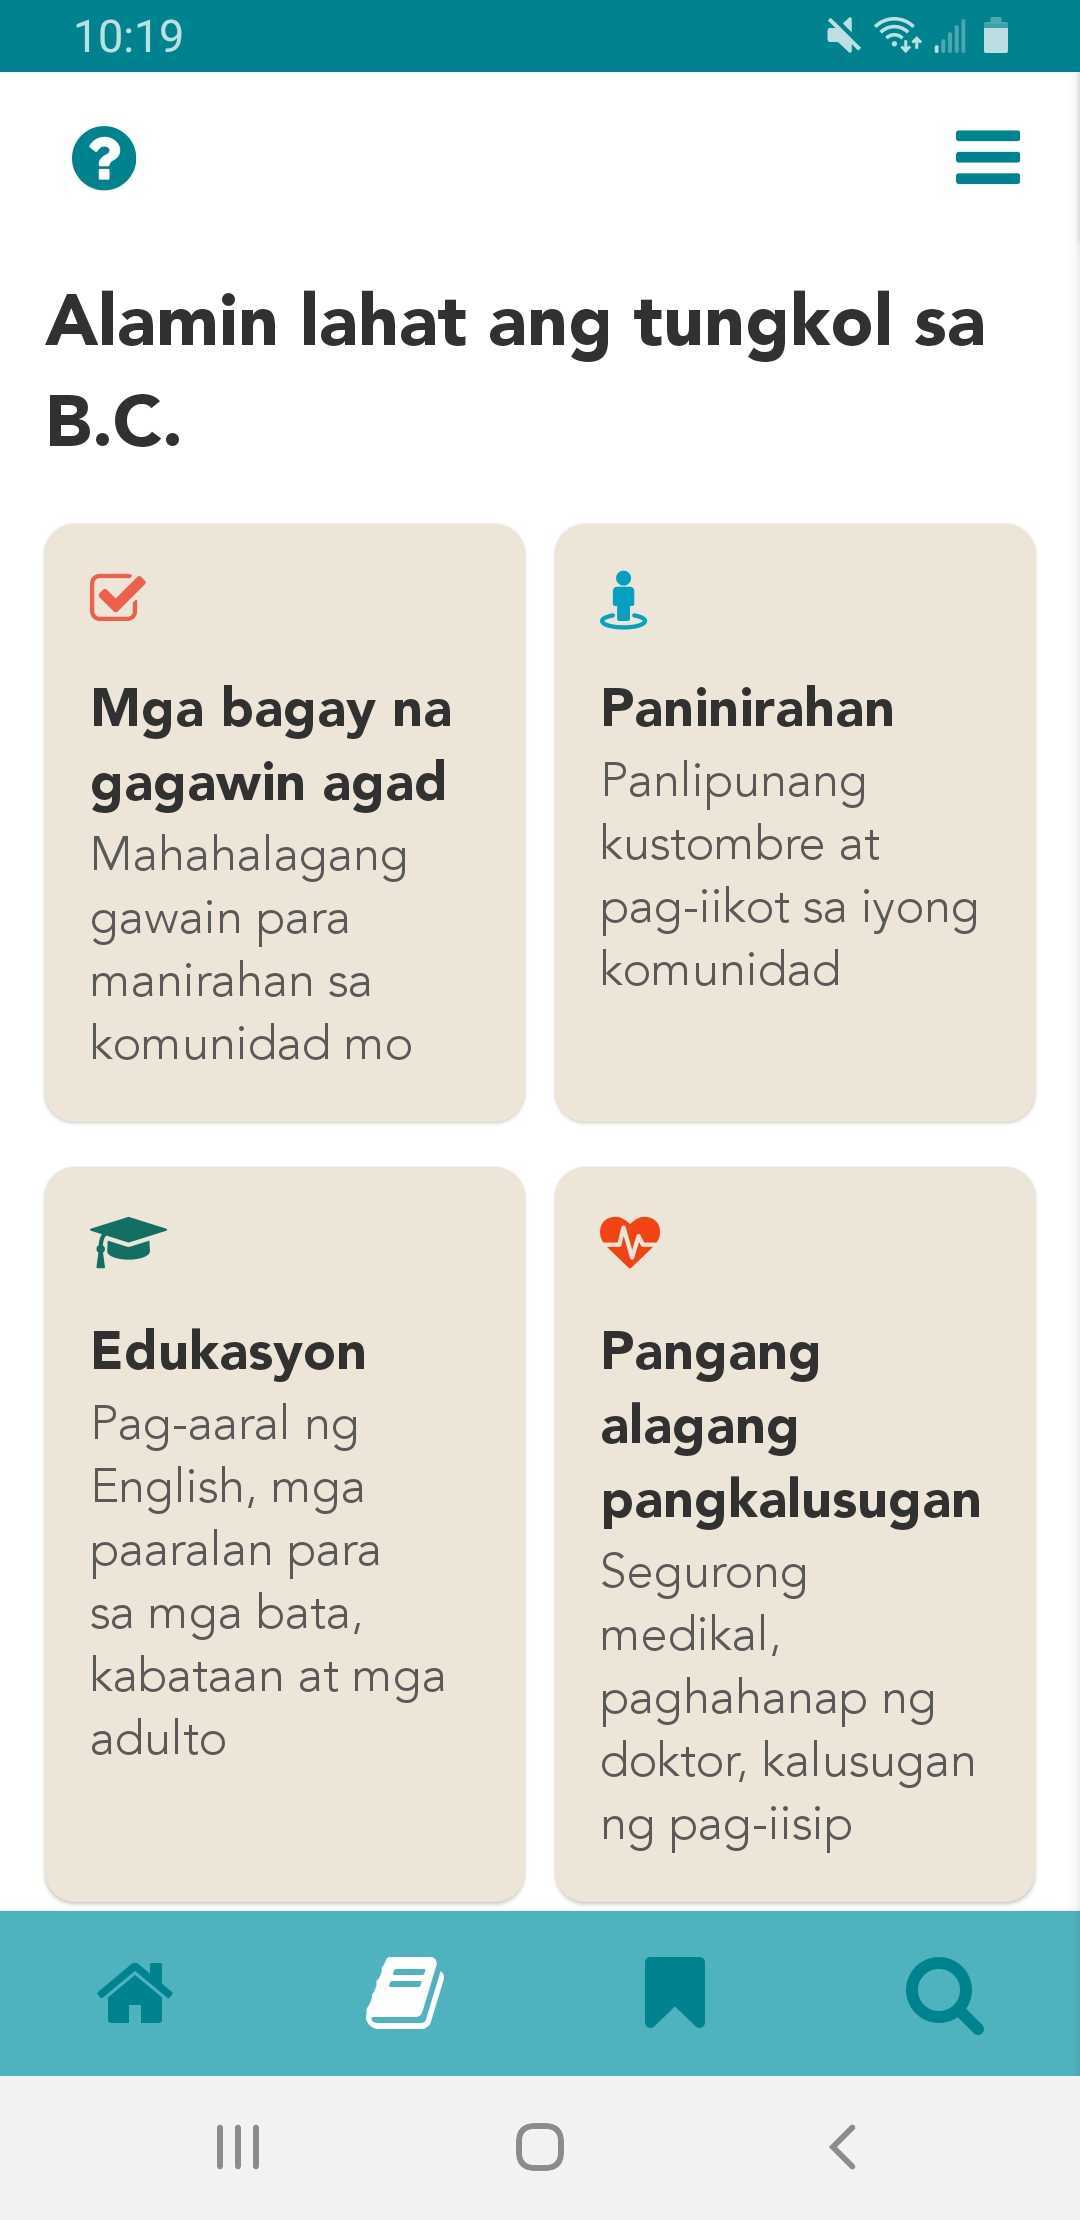 10:19
Alamin lahat ang tungkol sa
B.C.
Mga bagay na
gagawin agad
Mahahalagang
gawain para
manirahan sa
komunidad mo
Paninirahan
Panlipunang
kustombre at
pag-iikot sa iyong
komunidad
Edukasyon
Pag-aaral ng
English, mga
paaralan para
sa mga bata,
kabataan at mga
adulto
Pangang
alagang
pangkalusugan
Segurong
medikal,
paghahanap ng
doktor, kalusugan
ng pag-iisip